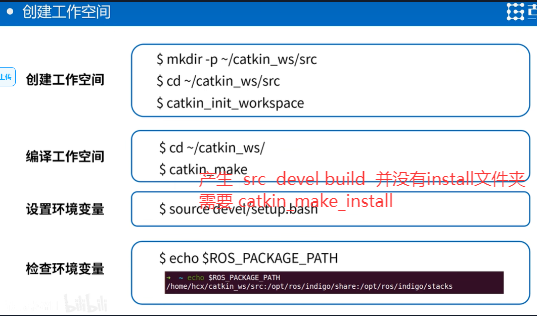 创建工作空间
创建工作空间
$ mkdir -p ~/catkin_ws/src
$ cd ~/catkin_ws/src
$ catkin_init_workspace
编译工作空间
$ cd ~/catkin_ws/
$ catkin_make
产生 src devel build 并没有install文件夹
需要 catkin_make_install
设置环境变量
$ source devel/setup.bash
检查环境变量
$ echo $ROS_PACKAGE_PATH
→ ~ echo $ROS_PACKAGE_PATH
/home/hcx/catkin_ws/src:/opt/ros/indigo/share:/opt/ros/indigo/stacks
bilibili